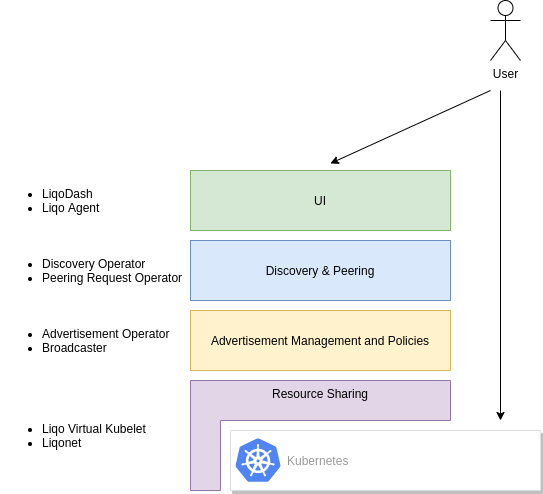 User
LiqoDash
Liqo Agent
UI
Discovery Operator
Peering Request Operator
Discovery & Peering
Advertisement Operator
Broadcaster
Advertisement Management and Policies
Resource Sharing
Liqo Virtual Kubelet
Liqonet
Kubernetes